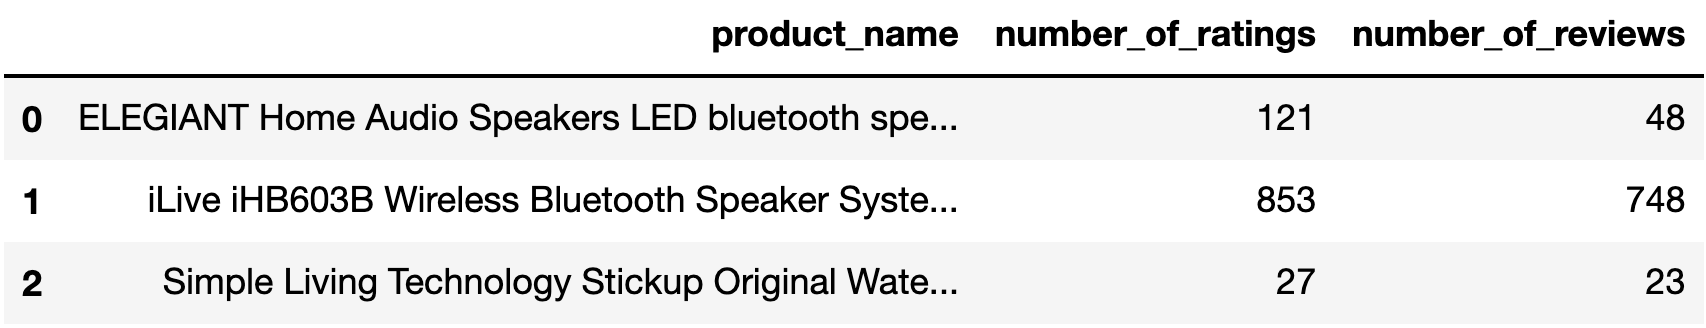 product_name number_of_ratings number_of_reviews
0 ELEGIANT Home Audio Speakers LED bluetooth spe... 121 48
1 iLive iHB603B Wireless Bluetooth Speaker Syste... 853 748
2 Simple Living Technology Stickup Original Wate... 27 23